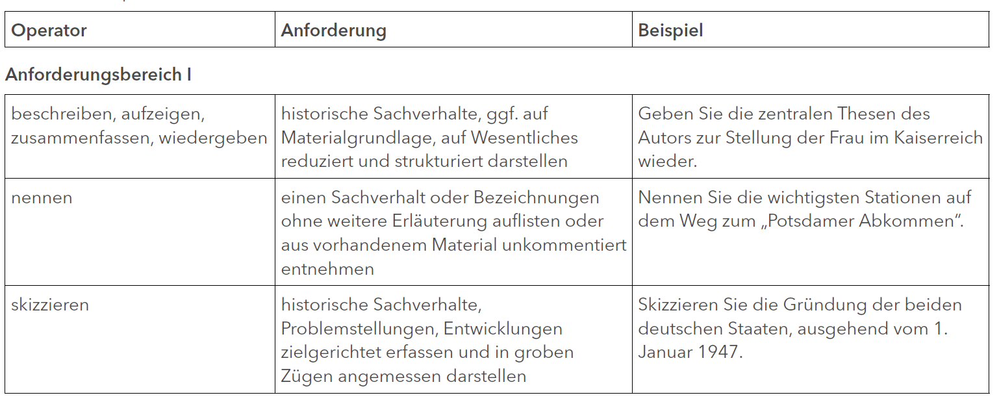 Operator Anforderung Beispiel
Anforderungsbereich I
beschreiben, aufzeigen,
zusammenfassen, wiedergeben
historische Sachverhalte, ggf. auf
Materialgrundlage, auf Wesentliches
reduziert und strukturiert darstellen
Geben Sie die zentralen Thesen des
Autors zur Stellung der Frau im Kaiserreich
wieder.
nennen
einen Sachverhalt oder Bezeichnungen
ohne weitere Erläuterung auflisten oder
aus vorhandenem Material unkommentiert
entnehmen
Nennen Sie die wichtigsten Stationen auf
dem Weg zum „Potsdamer Abkommen“.
skizzieren
historische Sachverhalte,
Problemstellungen, Entwicklungen
zielgerichtet erfassen und in groben
Zügen angemessen darstellen
Skizzieren Sie die Gründung der beiden
deutschen Staaten, ausgehend vom 1.
Januar 1947.